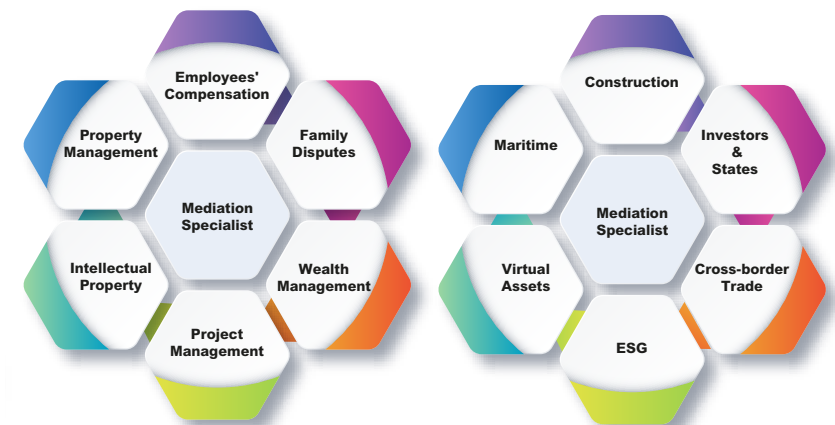 Employees'
Compensation
Property
Management
Family
Disputes
Mediation
Specialist
Intellectual
Property
Wealth
Management
Project
Management
Construction
Maritime
Investors
&
States
Mediation
Specialist
Virtual
Assets
Cross-border
Trade
ESG